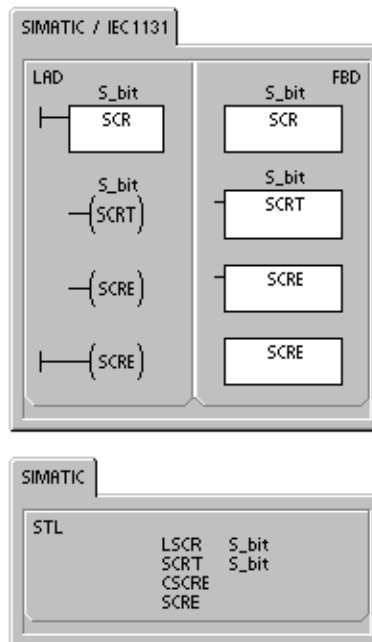 SIMATIC / IEC1131
LAD
S_bit
SCR
S_bit
SCRT
SCRE
SCRE
FBD
S_bit
SCR
S_bit
SCRT
SCRE
SCRE
SIMATIC
STL
LSCR S_bit
SCRT S_bit
CSCRE
SCRE